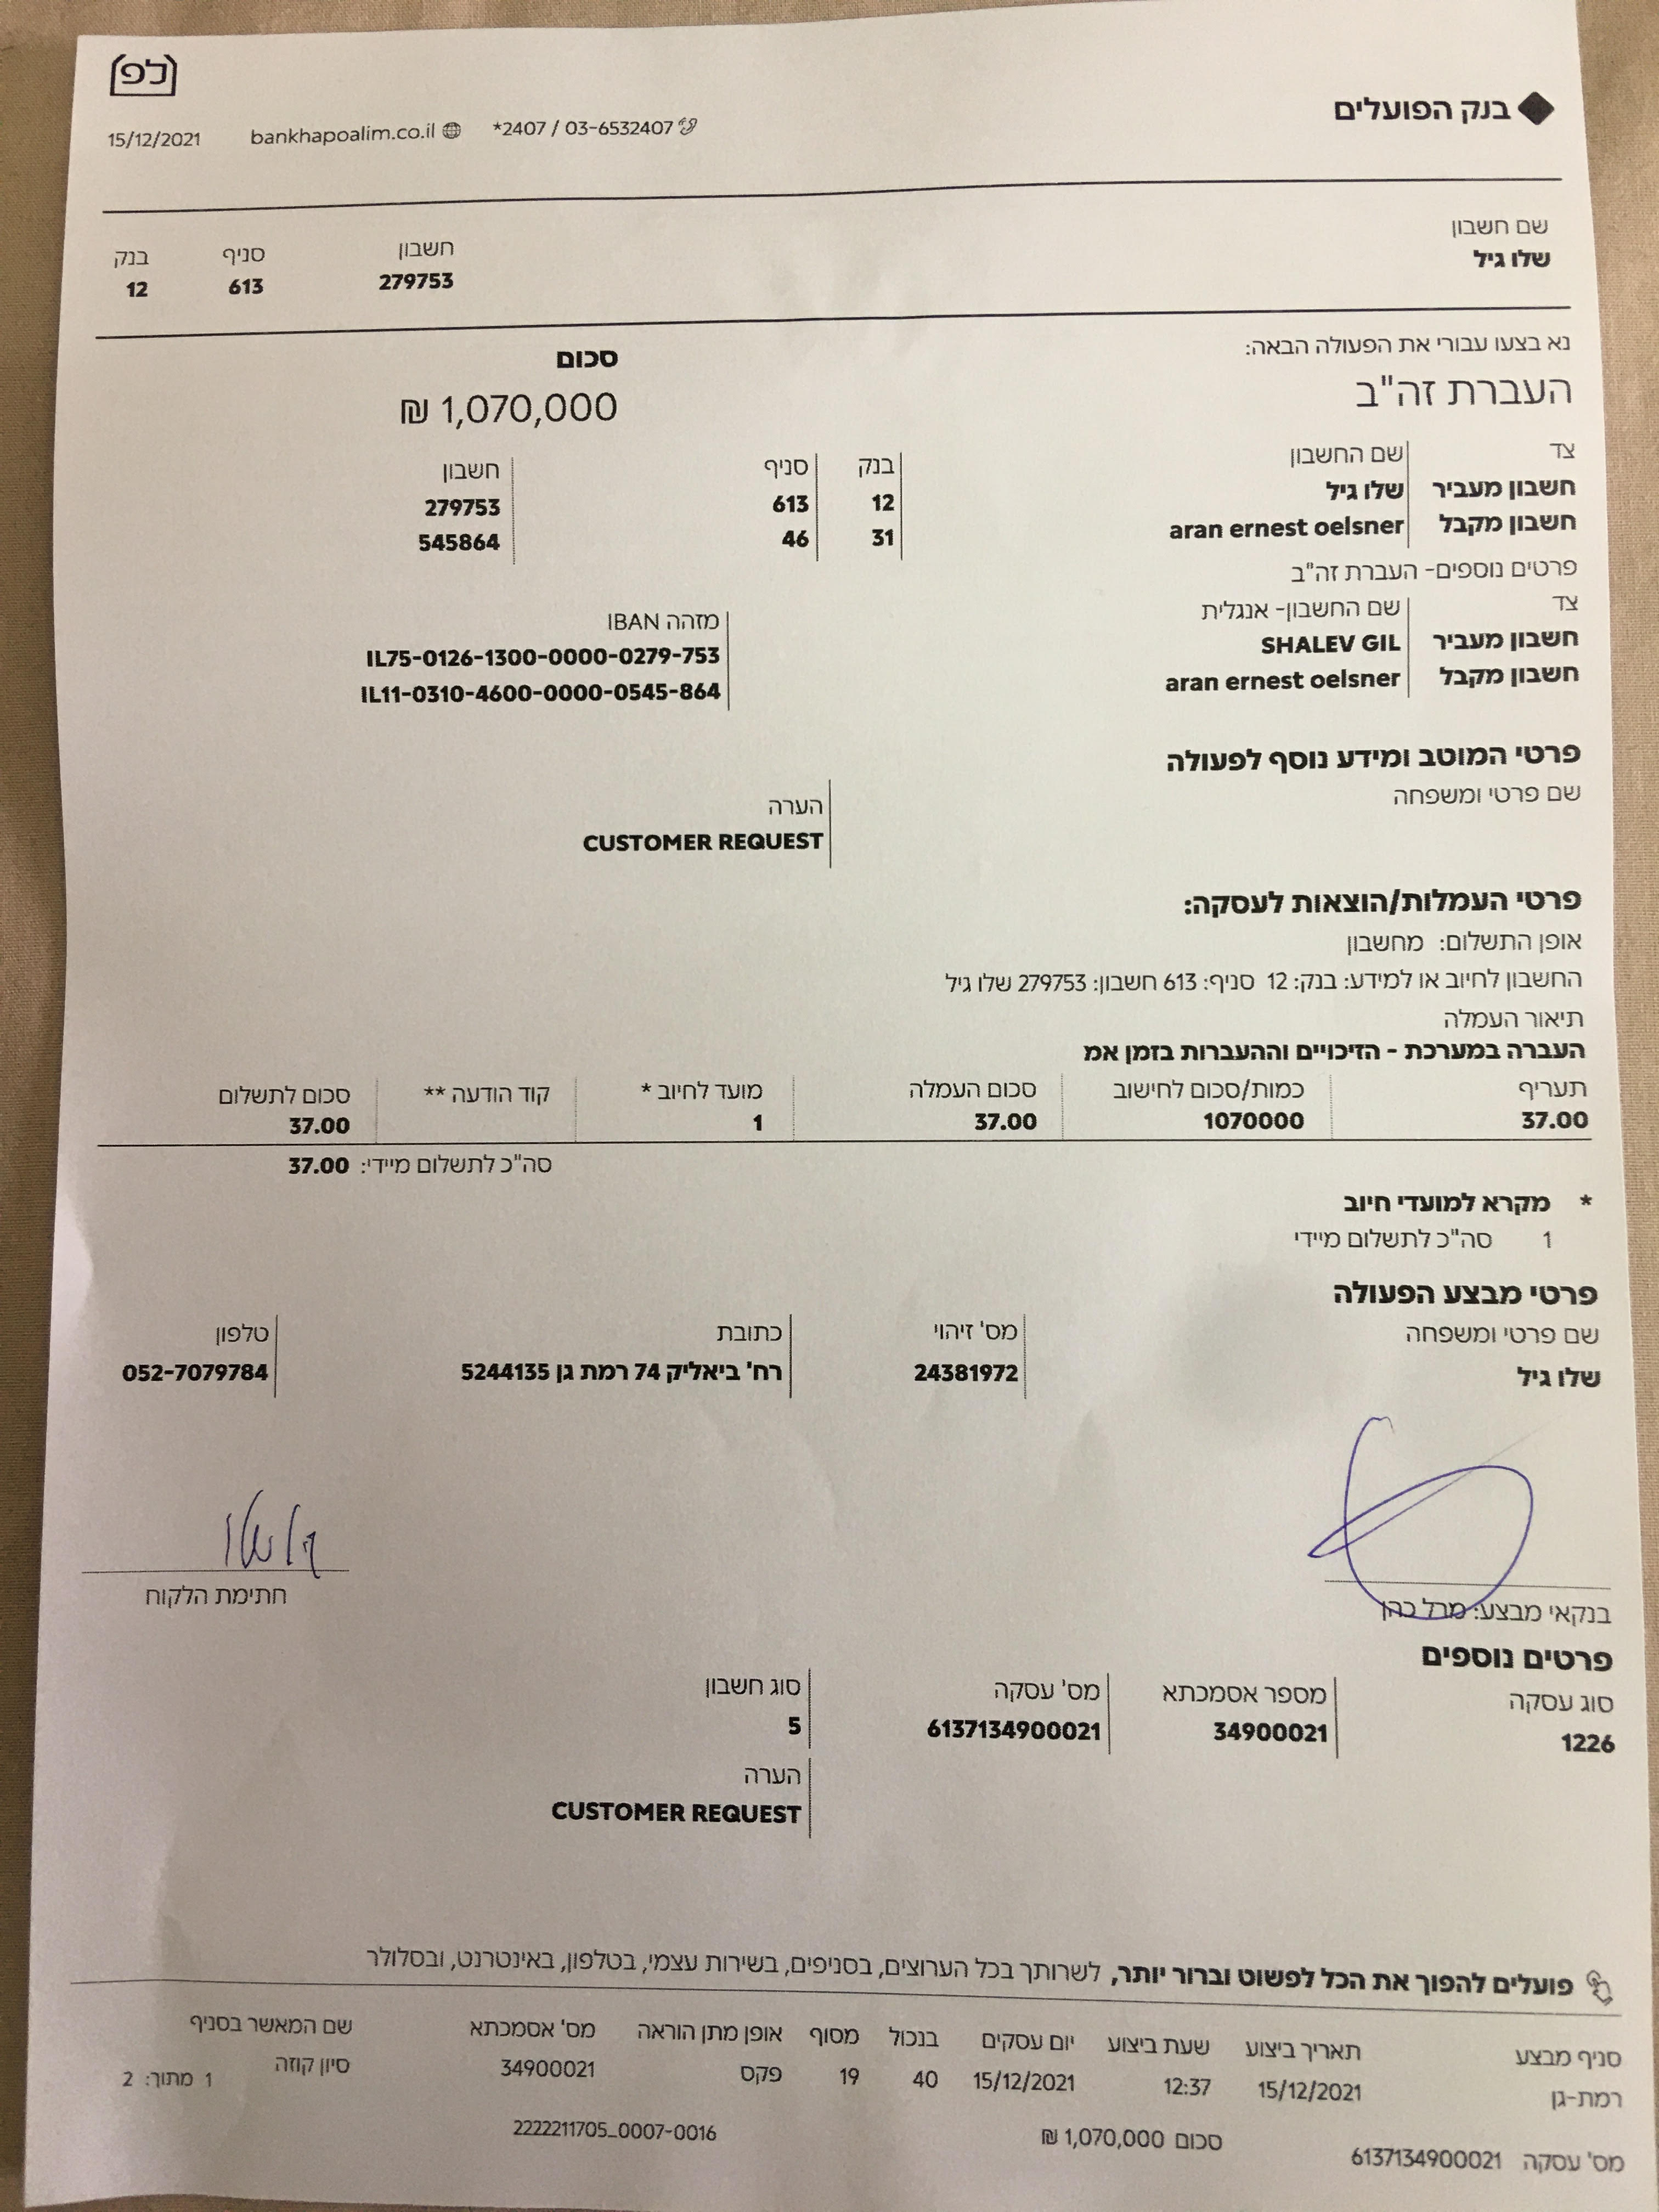 בנק הפועלים
לפ
*2407 / 03-6532407 bankhapoalim.co.il 15/12/2021
שם חשבון חשבון סניף בנק
שלו גיל 279753 613 12
נא בצעו עבורי את הפעולה הבאה: סכום
העברת זה"ב 1,070,000 ₪
צד שם החשבון בנק סניף חשבון
חשבון מעביר שלו גיל 12 613 279753
חשבון מקבל aran ernest oelsner 31 46 545864
פרטים נוספים- העברת זה"ב
צד שם החשבון- אנגלית מזהה IBAN
חשבון מעביר SHALEV GIL IL75-0126-1300-0000-0279-753
חשבון מקבל aran ernest oelsner IL11-0310-4600-0000-0545-864
פרטי המוטב ומידע נוסף לפעולה
שם פרטי ומשפחה הערה
CUSTOMER REQUEST
פרטי העמלות/הוצאות לעסקה:
אופן התשלום: מחשבון
החשבון לחיוב או למידע: בנק: 12 סניף: 613 חשבון: 279753 שלו גיל
תיאור העמלה
העברה במערכת - הזיכויים וההעברות בזמן אמ
תעריף כמות/סכום לחישוב סכום העמלה מועד לחיוב * קוד הודעה ** סכום לתשלום
37.00 1070000 37.00 1 37.00
סה"כ לתשלום מיידי: 37.00
* מקרא למועדי חיוב
1 סה"כ לתשלום מיידי
פרטי מבצע הפעולה
שם פרטי ומשפחה מס' זיהוי כתובת טלפון
שלו גיל 24381972 רח' ביאליק 74 רמת גן 5244135 052-7079784
בנקאי מבצע: מרל כהן חתימת הלקוח
פרטים נוספים
סוג עסקה מספר אסמכתא מס' עסקה סוג חשבון
1226 34900021 6137134900021 5
הערה
CUSTOMER REQUEST
פועלים להפוך את הכל לפשוט וברור יותר, לשרותך בכל הערוצים, בסניפים, בשירות עצמי, בטלפון, באינטרנט, ובסלולר
סניף מבצע תאריך ביצוע שעת ביצוע יום עסקים בנכול מסוף אופן מתן הוראה מס' אסמכתא שם המאשר בסניף
רמת-גן 15/12/2021 12:37 15/12/2021 40 19 פקס 34900021 סיון קוזה 1 מתוך: 2
מס' עסקה 6137134900021 סכום 1,070,000 ₪ 2222211705_0007-0016